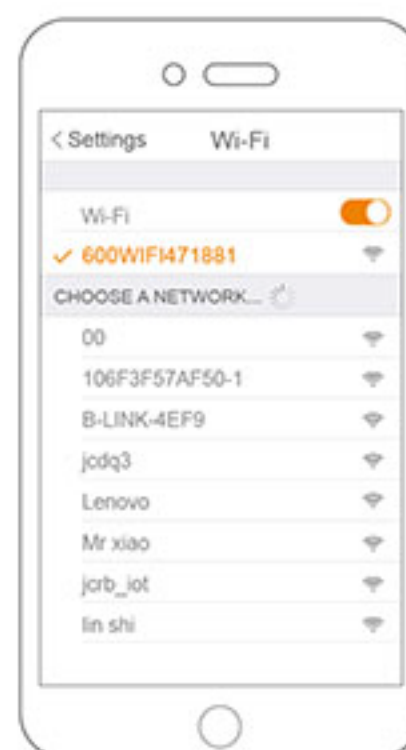 < Settings Wi-Fi
Wi-Fi
✓ 600WIFI471881
CHOOSE A NETWORK...
00
106F3F57AF50-1
B-LINK-4EF9
jcdq3
Lenovo
Mr xiao
jcrb_iot
lin shi